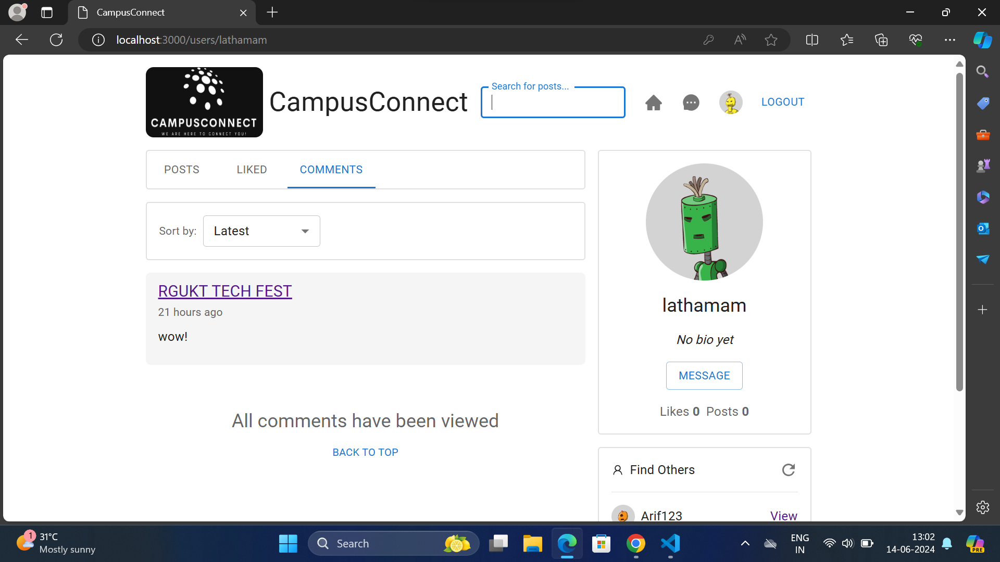 CampusConnect
localhost:3000/users/lathamam
CAMPUSCONNECT
WE ARE HERE TO CONNECT YOU!
CampusConnect
Search for posts...
LOGOUT
POSTS LIKED COMMENTS
Sort by: Latest
RGUKT TECH FEST
21 hours ago
wow!
All comments have been viewed
BACK TO TOP
lathamam
No bio yet
MESSAGE
Likes 0 Posts 0
Find Others
Arif123 View
1
31°C
Mostly sunny
Search
ENG
IN
13:02
14-06-2024
PRE